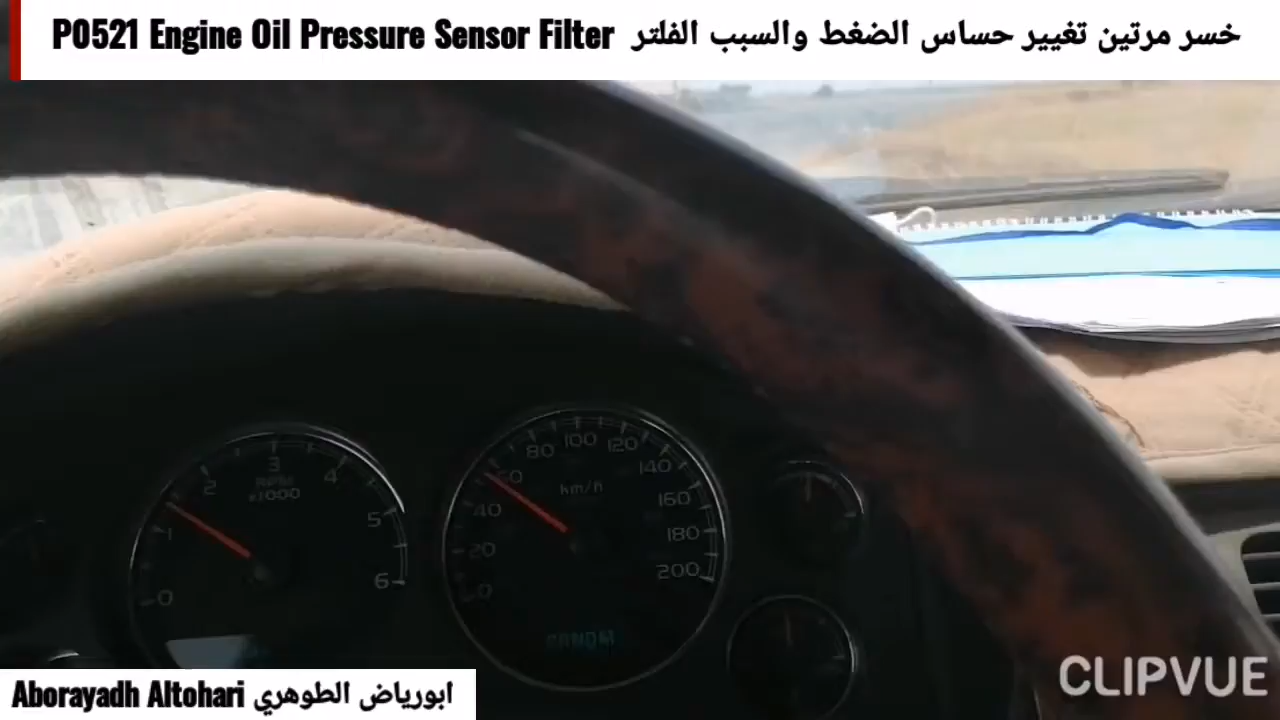 P0521 Engine Oil Pressure Sensor Filter خسر مرتين تغيير حساس الضغط والسبب الفلتر
0 1 2 3 4 5 6
RPM
x1000
0 20 40 60 80 100 120 140 160 180 200
km/h
Aborayadh Altohari ابورياض الطوهري
CLIPVUE